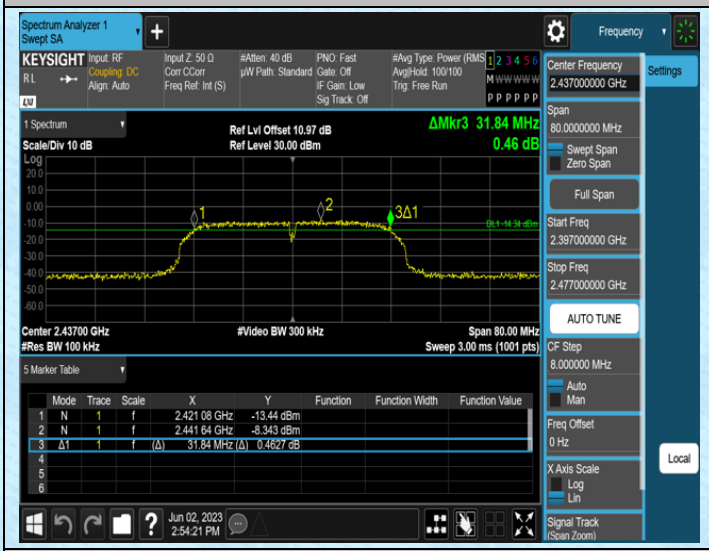 Spectrum Analyzer 1
Swept SA
Frequency
KEYSIGHT
RL
LXI
Input: RF
Coupling: DC
Align: Auto
Input Z: 50 Ω
Corr CCorr
Freq Ref: Int (S)
#Atten: 40 dB
µW Path: Standard
PNO: Fast
Gate: Off
IF Gain: Low
Sig Track: Off
#Avg Type: Power (RMS
Avg|Hold: 100/100
Trig: Free Run
1 2 3 4 5 6
M W W W W W
P P P P P P
1 Spectrum
Scale/Div 10 dB
Ref Lvl Offset 10.97 dB
Ref Level 30.00 dBm
ΔMkr3 31.84 MHz
0.46 dB
Log
20.0
10.0
0.00
-10.0
-20.0
-30.0
-40.0
-50.0
-60.0
1
2
3Δ1
DL1 -14.34 dBm
Center 2.43700 GHz
#Res BW 100 kHz
#Video BW 300 kHz
Span 80.00 MHz
Sweep 3.00 ms (1001 pts)
5 Marker Table
Mode Trace Scale X Y Function Function Width Function Value
1 N 1 f 2.421 08 GHz -13.44 dBm
2 N 1 f 2.441 64 GHz -8.343 dBm
3 Δ1 1 f (Δ) 31.84 MHz (Δ) 0.4627 dB
4
5
6
?
Jun 02, 2023
2:54:21 PM
Center Frequency
2.437000000 GHz
Span
80.0000000 MHz
Swept Span
Zero Span
Full Span
Start Freq
2.397000000 GHz
Stop Freq
2.477000000 GHz
AUTO TUNE
CF Step
8.000000 MHz
Auto
Man
Freq Offset
0 Hz
X Axis Scale
Log
Lin
Signal Track
(Span Zoom)
Settings
Local